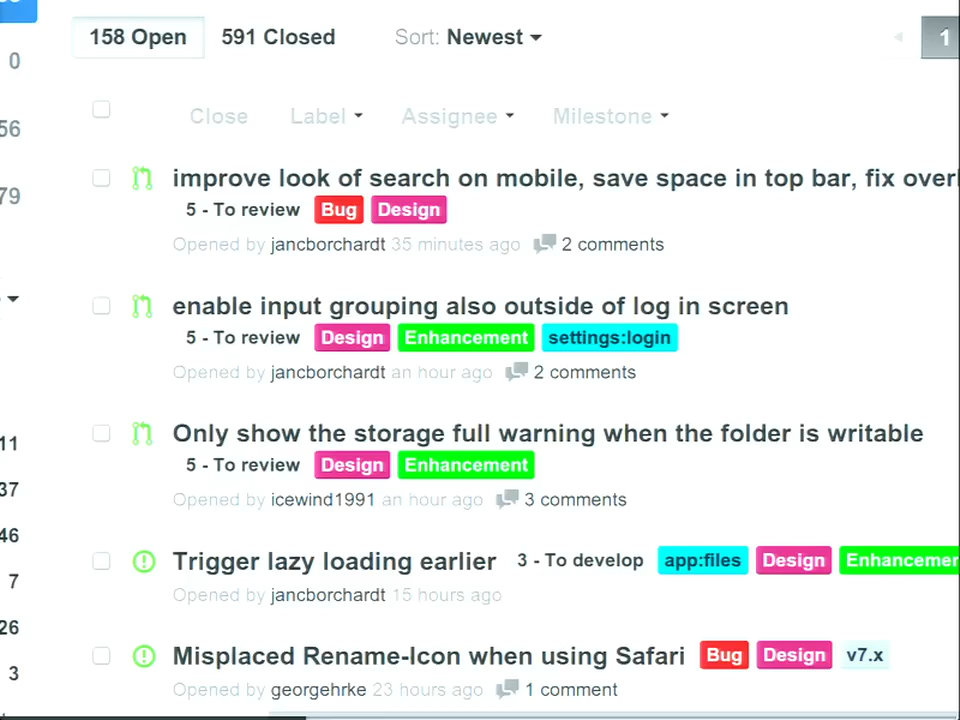 158 Open 591 Closed Sort: Newest
1
0
56
79
Close Label Assignee Milestone
improve look of search on mobile, save space in top bar, fix over
5 - To review Bug Design
Opened by jancborchardt 35 minutes ago 2 comments
enable input grouping also outside of log in screen
5 - To review Design Enhancement settings:login
Opened by jancborchardt an hour ago 2 comments
Only show the storage full warning when the folder is writable
5 - To review Design Enhancement
Opened by icewind1991 an hour ago 3 comments
11
37
46
7
26
3
Trigger lazy loading earlier 3 - To develop app:files Design Enhancemen
Opened by jancborchardt 15 hours ago
Misplaced Rename-Icon when using Safari Bug Design v7.x
Opened by georgehrke 23 hours ago 1 comment